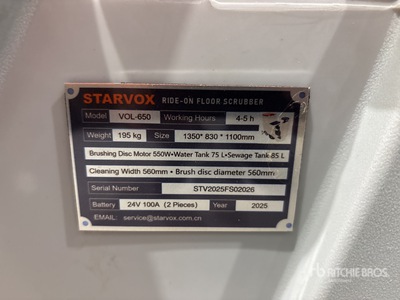 STARVOX RIDE-ON FLOOR SCRUBBER
Model VOL-650 Working Hours 4-5 h
Weight 195 kg Size 1350* 830 * 1100mm
Brushing Disc Motor 550W•Water Tank 75 L•Sewage Tank 85 L
Cleaning Width 560mm • Brush disc diameter 560mm
Serial Number STV2025FS02026
Battery 24V 100A (2 Pieces) Year 2025
EMAIL: service@starvox.com.cn
Ritchie Bros.